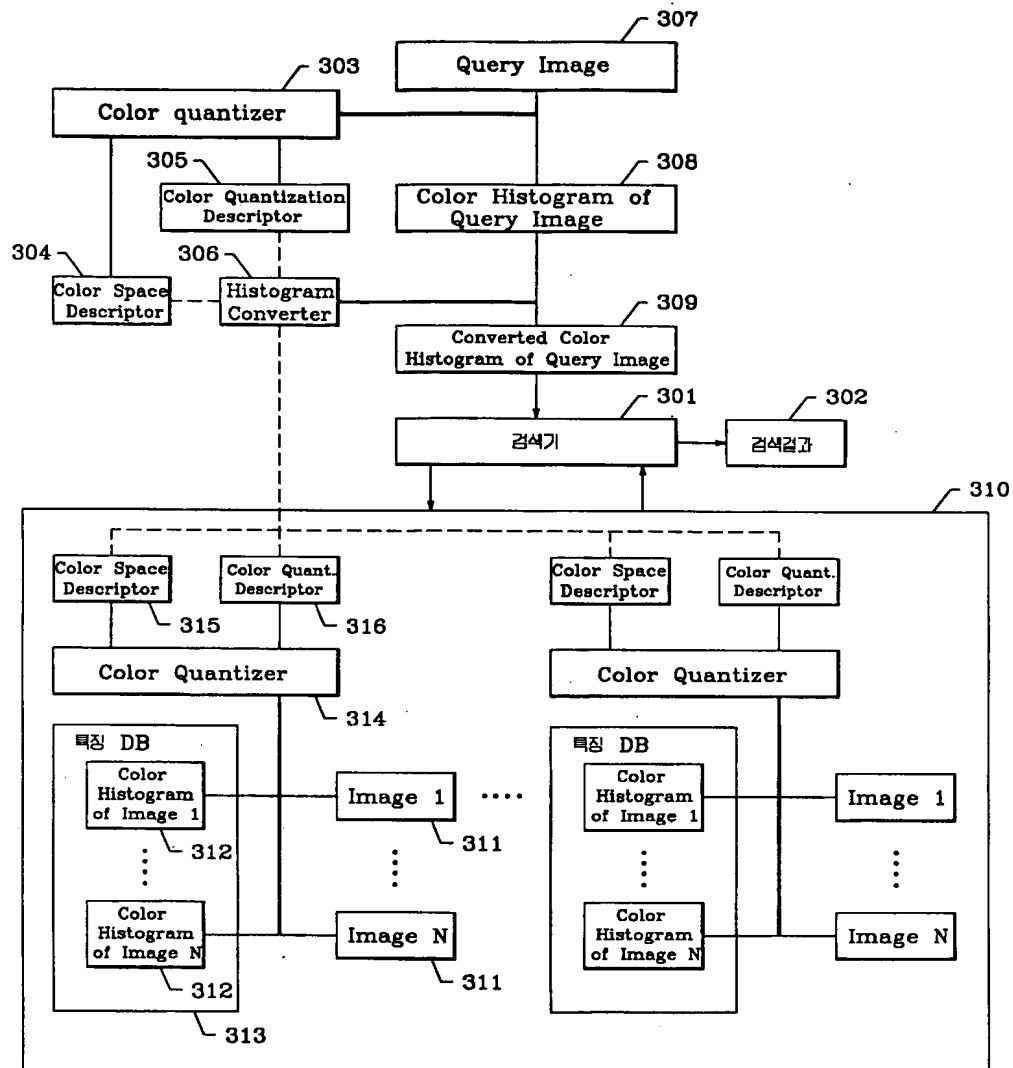 307
Query Image
303
Color quantizer
305
308
Color Quantization
Descriptor
Color Histogram of
Query Image
304
306
Color Space
Descriptor
Histogram
Converter
309
Converted Color
Histogram of Query Image
301
302
검색기
검색결과
310
Color Space
Descriptor
315
Color Quant.
Descriptor
316
Color Space
Descriptor
Color Quant.
Descriptor
Color Quantizer
314
Color Quantizer
특징 DB
Color
Histogram
of Image 1
312
Image 1
311
Color
Histogram
of Image N
312
Image N
311
313
특징 DB
Color
Histogram
of Image 1
Image 1
Color
Histogram
of Image N
Image N